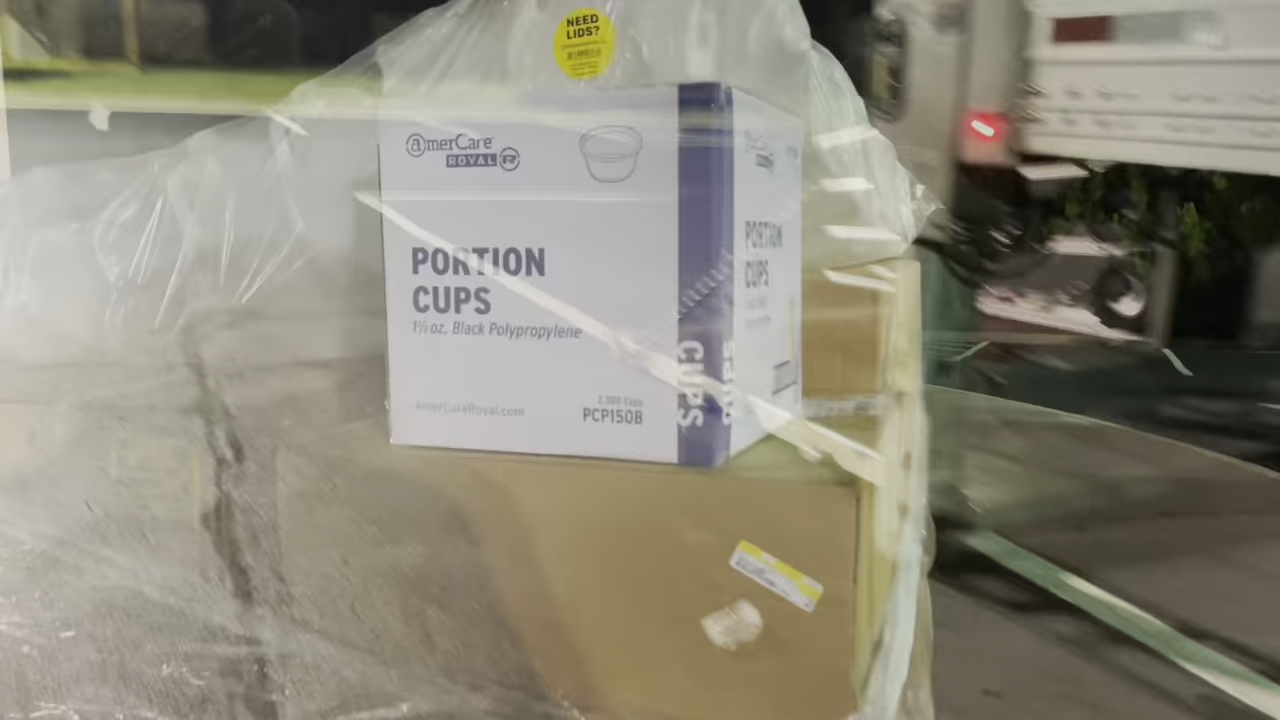 NEED
LIDS?
AmerCare
ROYAL R
PORTION
CUPS
1½ oz, Black Polypropylene
AmerCareRoyal.com
2,500 Cups
PCP150B
CUPS
PORTION
CUPS
CUPS